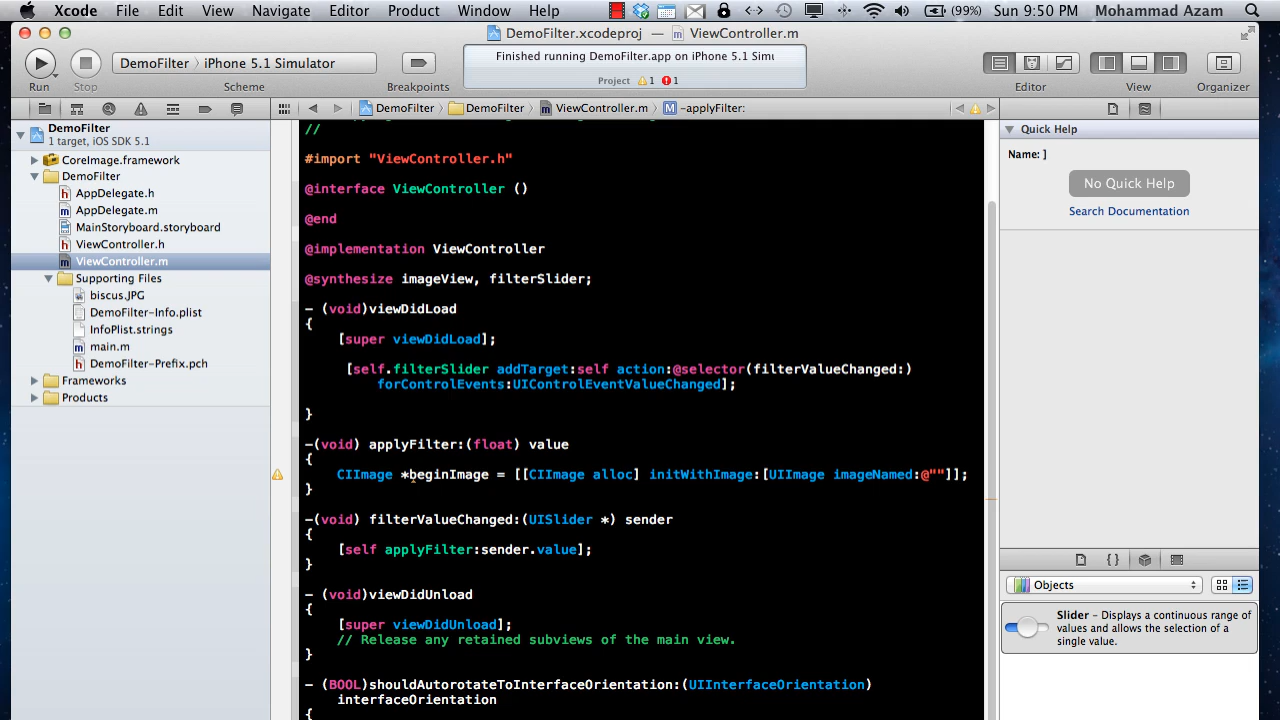 Xcode File Edit View Navigate Editor Product Window Help (99%) Sun 9:50 PM Mohammad Azam
DemoFilter.xcodeproj — ViewController.m
DemoFilter iPhone 5.1 Simulator
Finished running DemoFilter.app on iPhone 5.1 Simu
Project 1 1
Run Stop Scheme Breakpoints Editor View Organizer
DemoFilter DemoFilter ViewController.m M -applyFilter:
DemoFilter
1 target, iOS SDK 5.1
CoreImage.framework
DemoFilter
h AppDelegate.h
m AppDelegate.m
MainStoryboard.storyboard
h ViewController.h
m ViewController.m
Supporting Files
biscus.JPG
DemoFilter-Info.plist
InfoPlist.strings
m main.m
h DemoFilter-Prefix.pch
Frameworks
Products
//
#import "ViewController.h"
@interface ViewController ()
@end
@implementation ViewController
@synthesize imageView, filterSlider;
- (void)viewDidLoad
{
[super viewDidLoad];
[self.filterSlider addTarget:self action:@selector(filterValueChanged:)
forControlEvents:UIControlEventValueChanged];
}
-(void) applyFilter:(float) value
{
CIImage *beginImage = [[CIImage alloc] initWithImage:[UIImage imageNamed:@""]];
}
-(void) filterValueChanged:(UISlider *) sender
{
[self applyFilter:sender.value];
}
- (void)viewDidUnload
{
[super viewDidUnload];
// Release any retained subviews of the main view.
}
- (BOOL)shouldAutorotateToInterfaceOrientation:(UIInterfaceOrientation)
interfaceOrientation
{
Quick Help
Name: ]
No Quick Help
Search Documentation
{ }
Objects
Slider - Displays a continuous range of
values and allows the selection of a
single value.